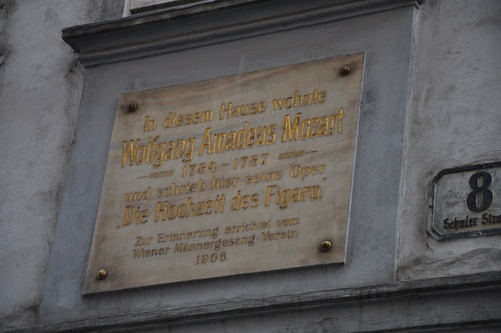 In diesem Hause wohnte
Wolfgang Amadeus Mozart
1784-1787
und schrieb hier seine Oper
„Die Hochzeit des Figaro.
Zur Erinnerung errichtet vom
Wiener Männergesang-Verein
1906.
8
Schuler